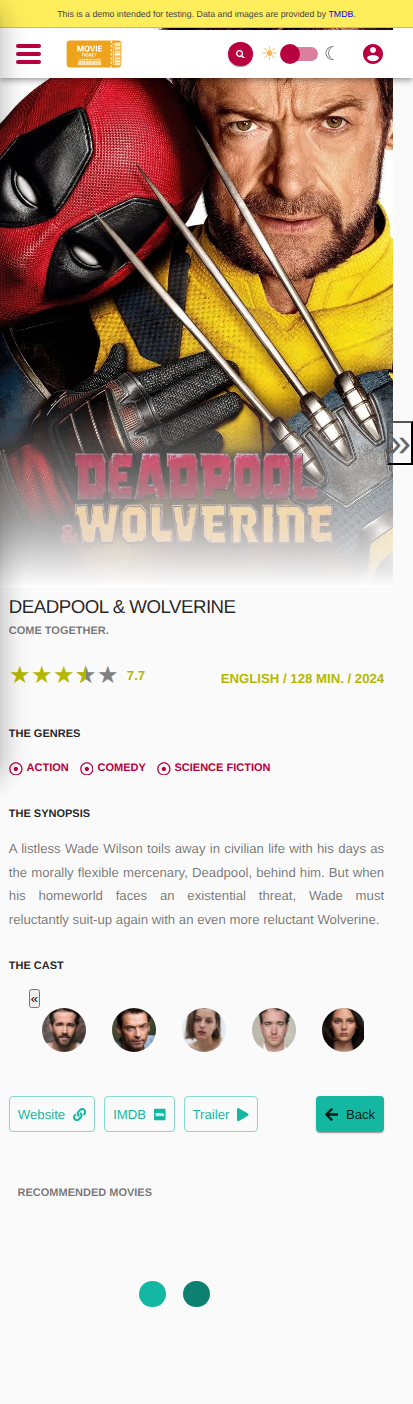 This is a demo intended for testing. Data and images are provided by TMDB.
MOVIE
TICKET
»
DEADPOOL
& WOLVERINE
DEADPOOL & WOLVERINE
COME TOGETHER.
7.7
ENGLISH / 128 MIN. / 2024
THE GENRES
ACTION COMEDY SCIENCE FICTION
THE SYNOPSIS
A listless Wade Wilson toils away in civilian life with his days as
the morally flexible mercenary, Deadpool, behind him. But when
his homeworld faces an existential threat, Wade must
reluctantly suit-up again with an even more reluctant Wolverine.
THE CAST
«
Website IMDB Trailer Back
RECOMMENDED MOVIES